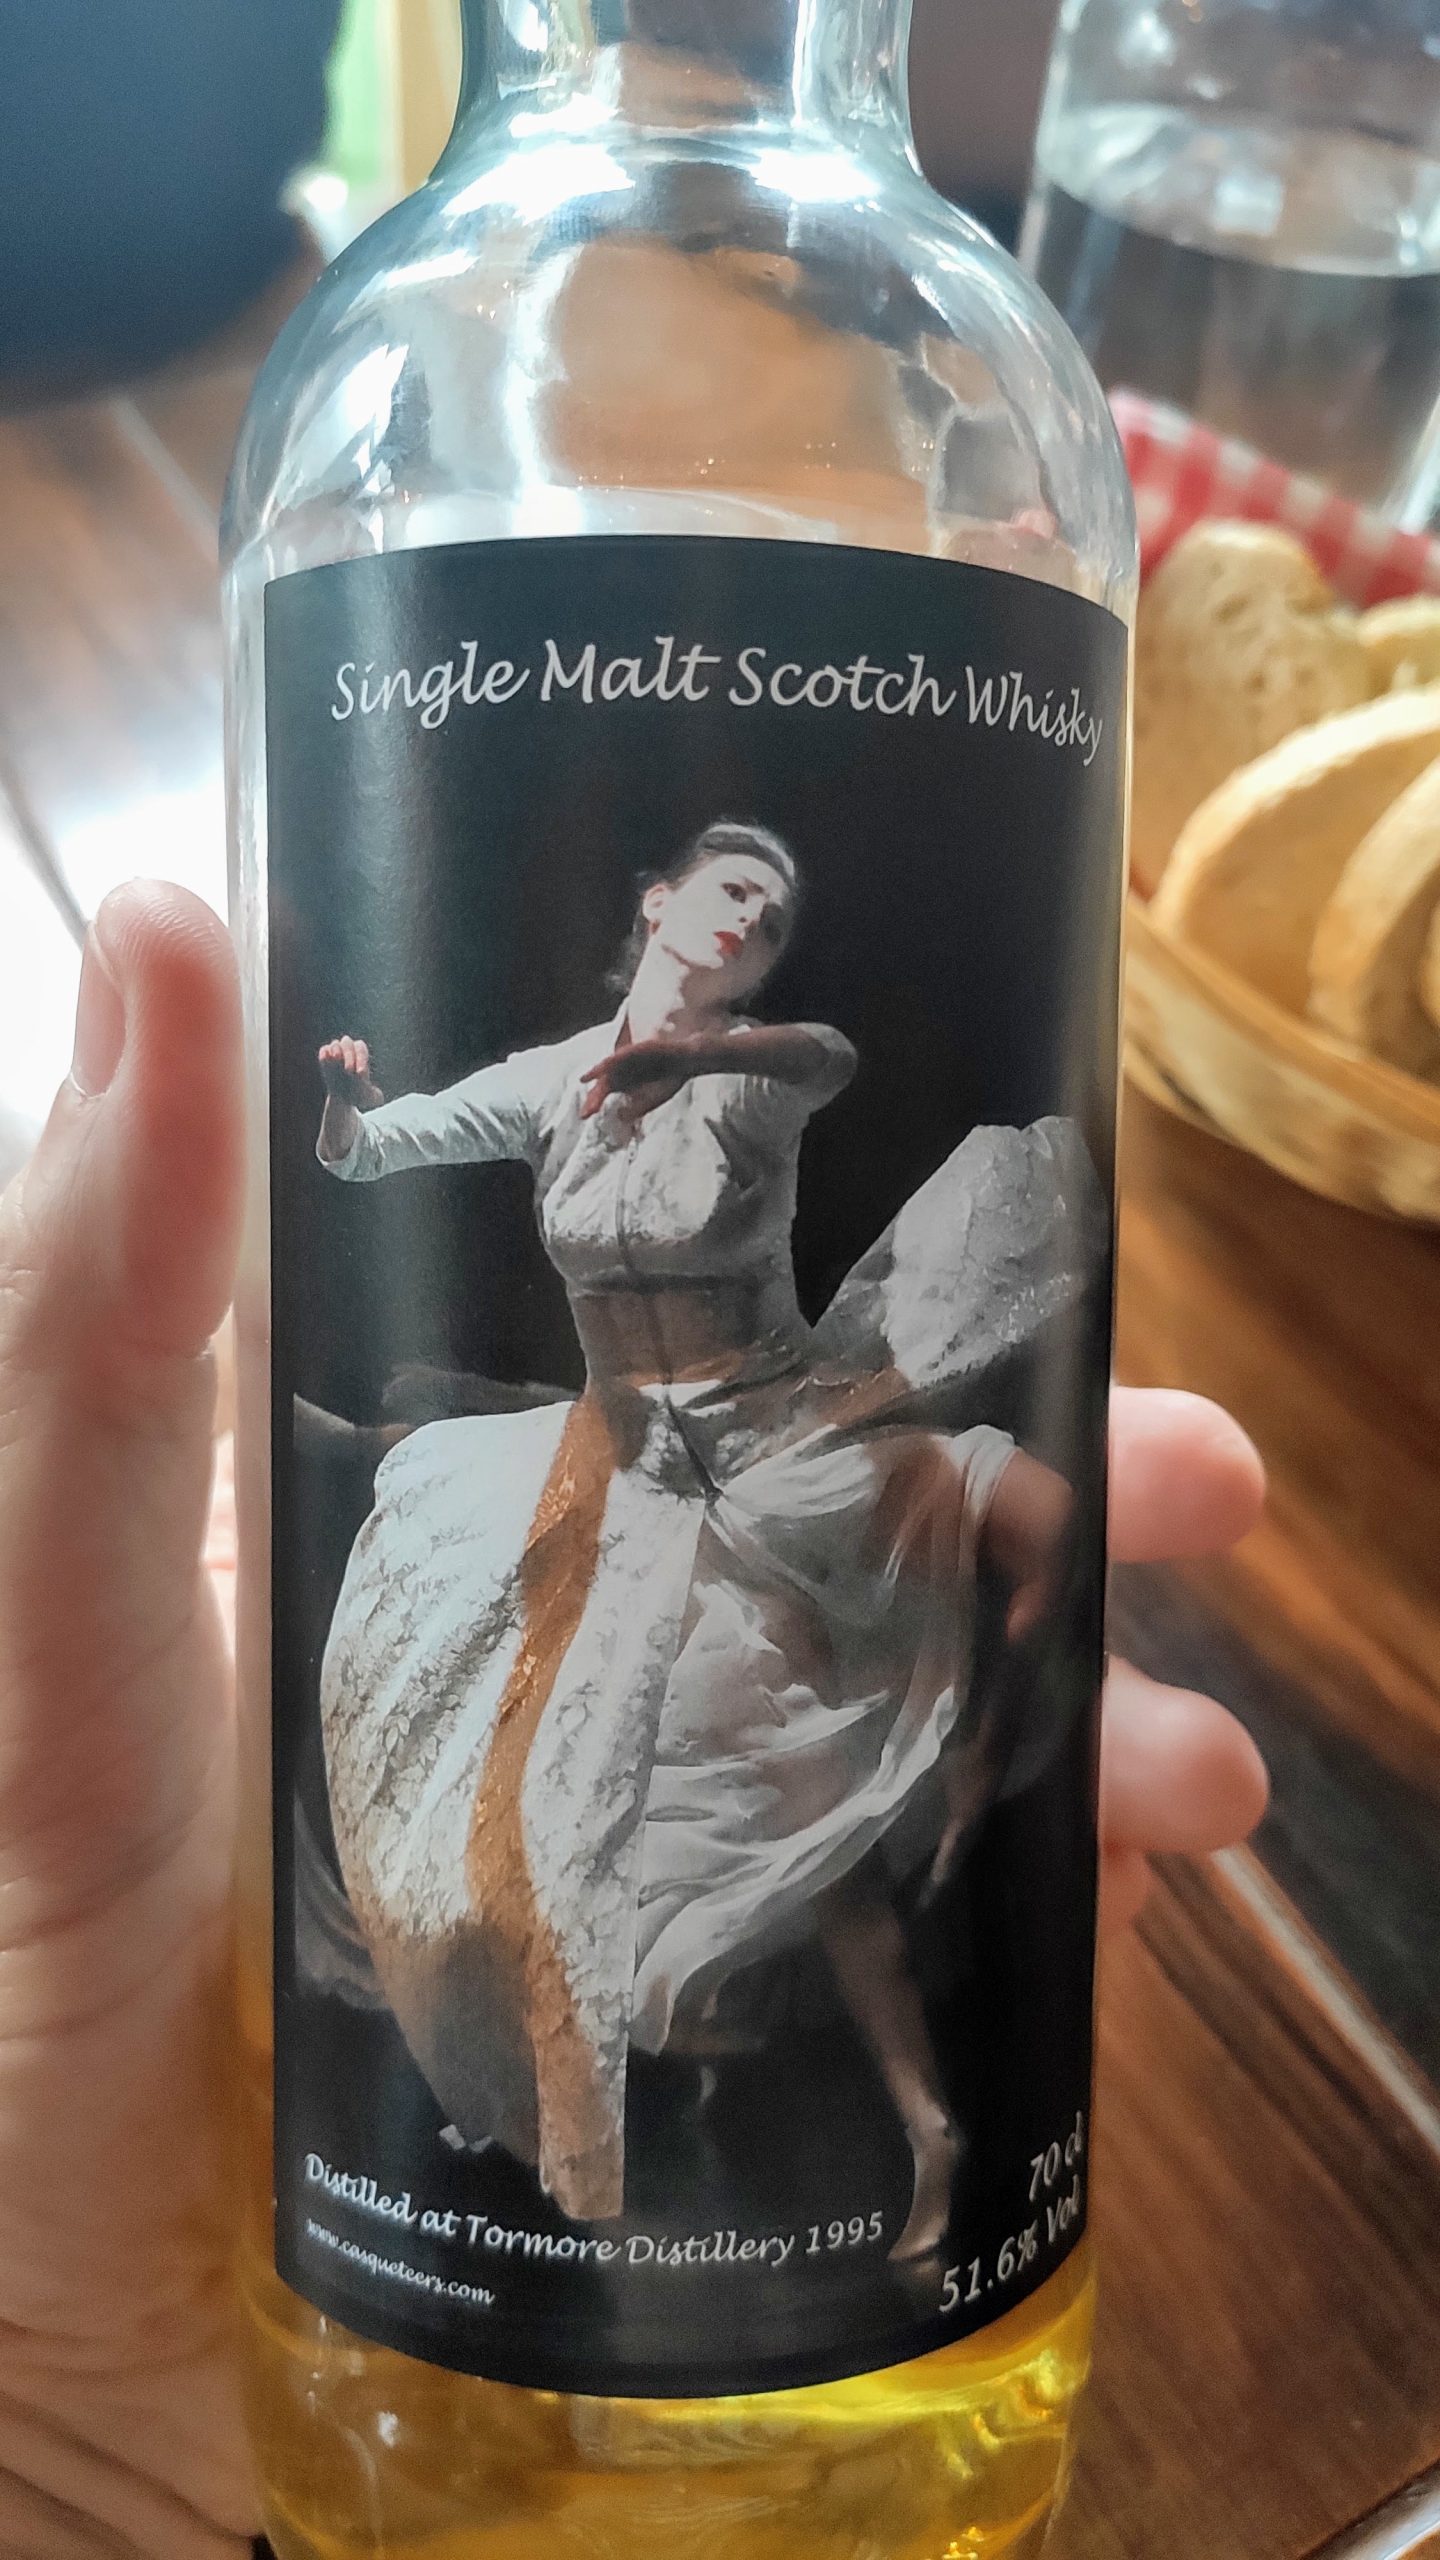 Single Malt Scotch Whisky
Distilled at Tormore Distillery 1995
www.casqueteers.com
70 cl
51.6% Vol